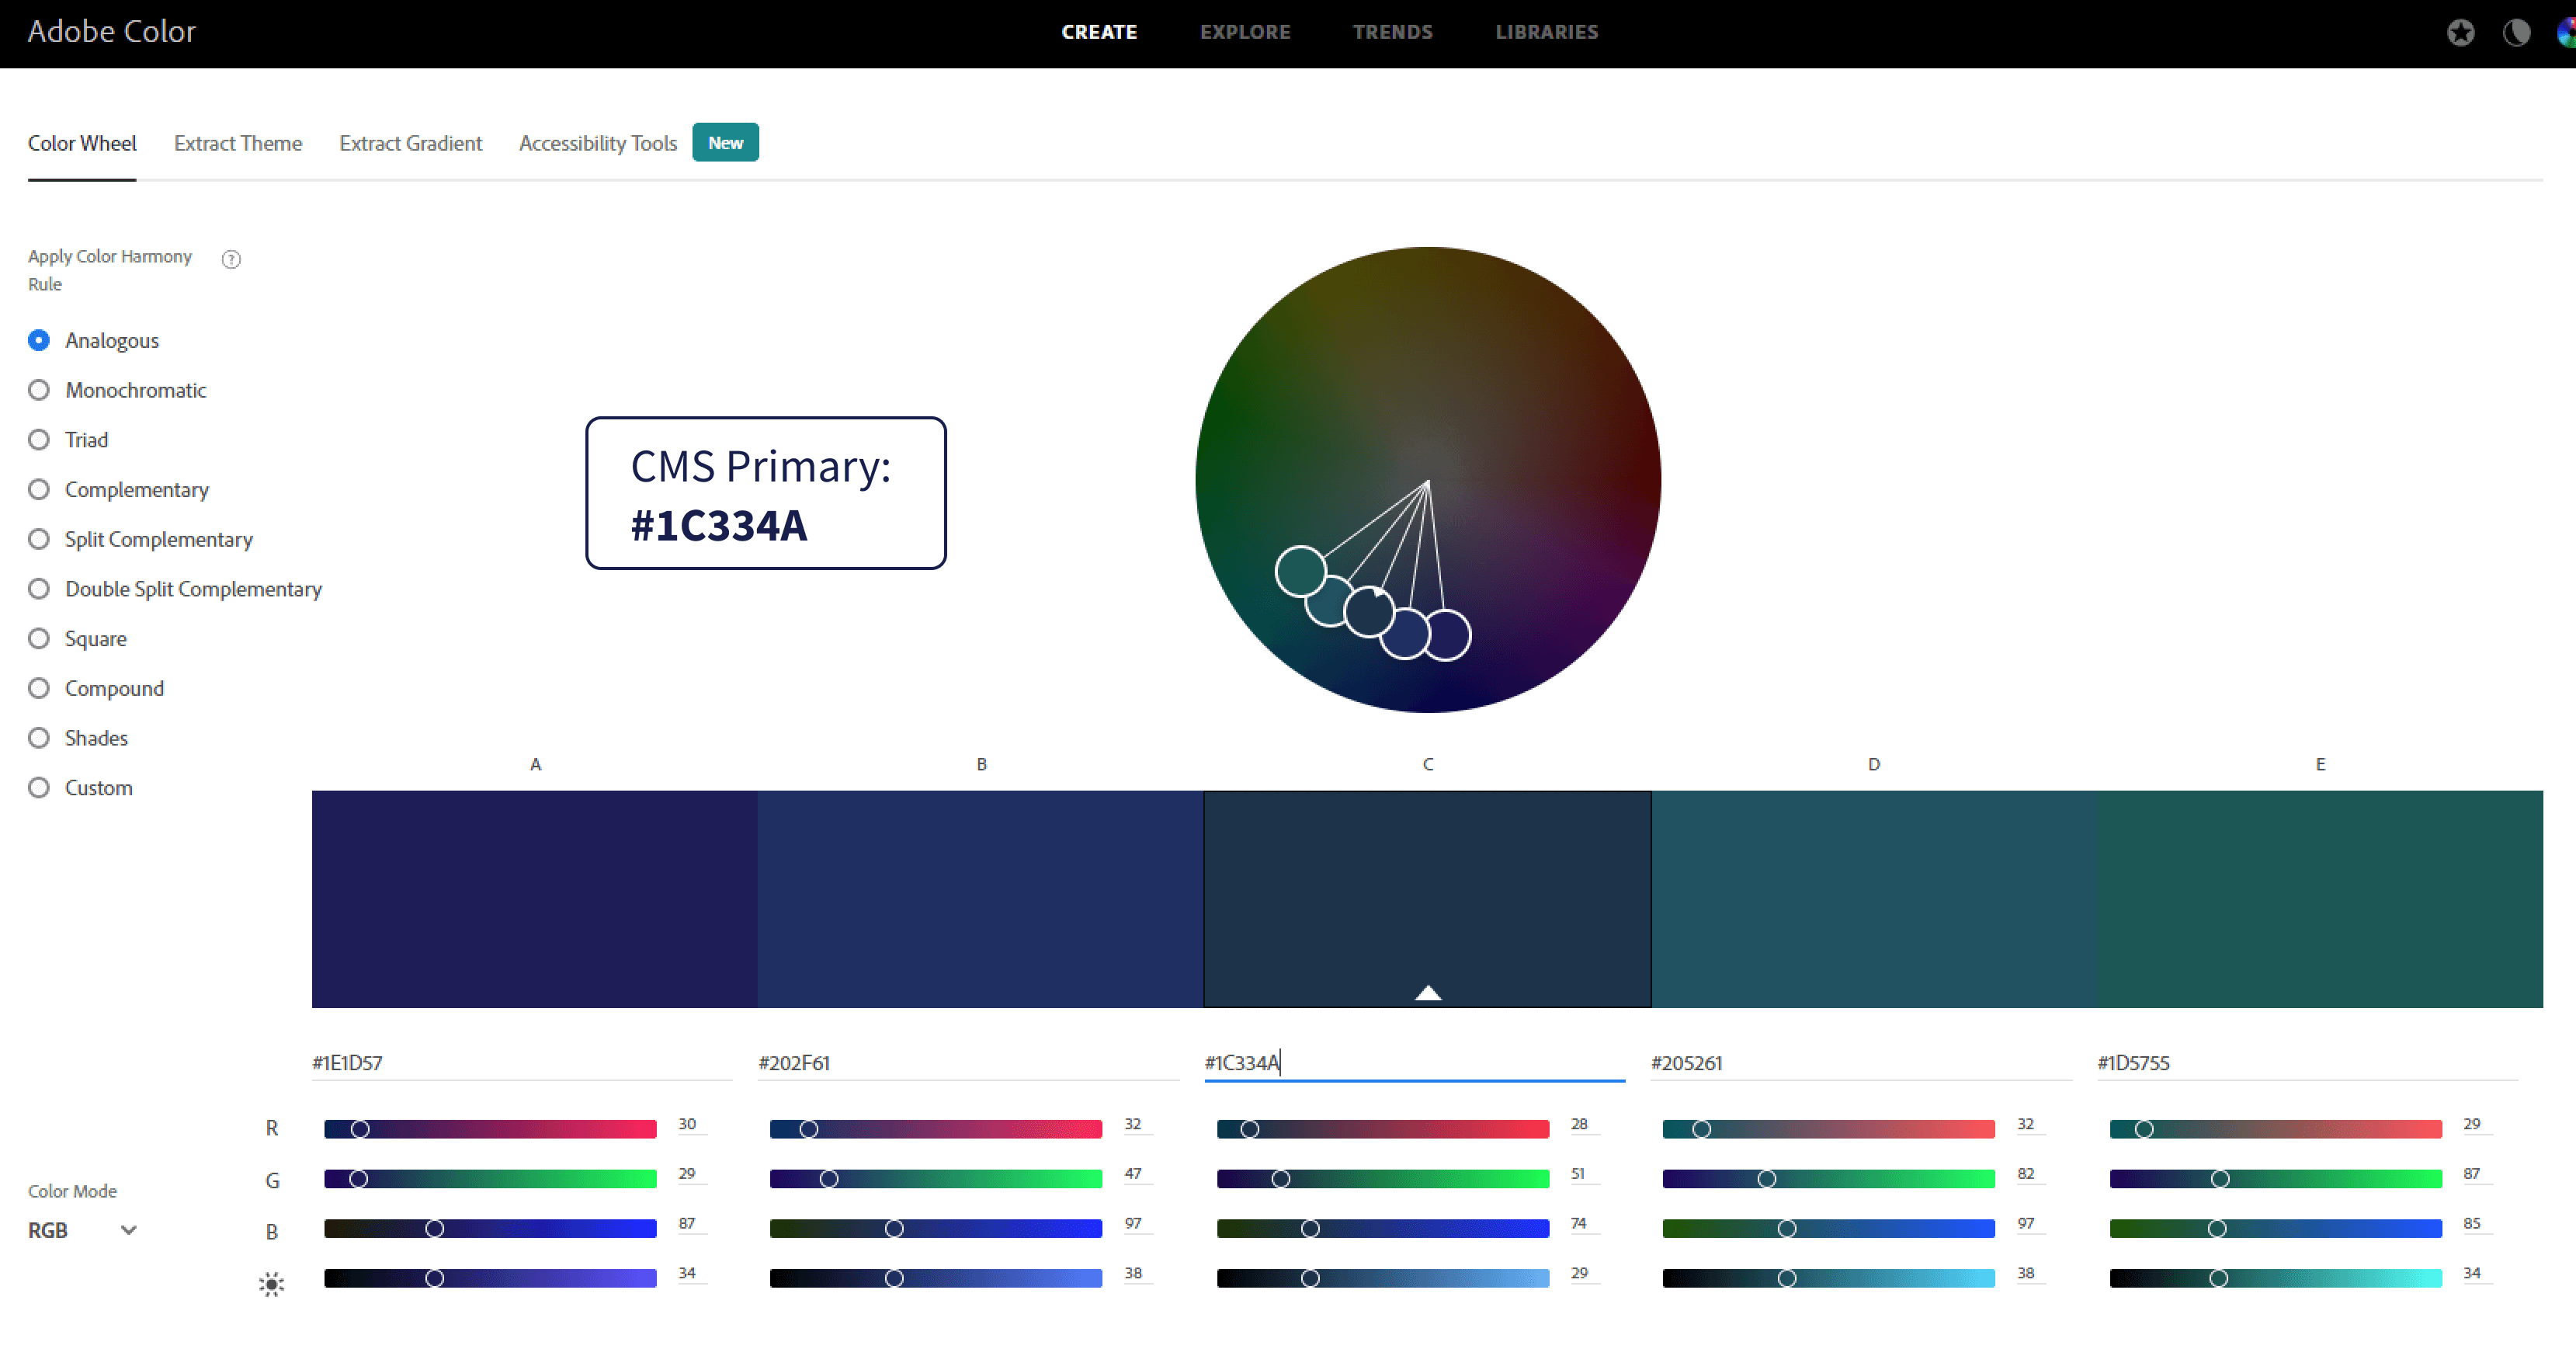 Adobe Color
CREATE EXPLORE TRENDS LIBRARIES
Color Wheel Extract Theme Extract Gradient Accessibility Tools New
Apply Color Harmony
Rule
?
Analogous
Monochromatic
Triad
Complementary
Split Complementary
Double Split Complementary
Square
Compound
Shades
Custom
CMS Primary:
#1C334A
A B C D E
#1E1D57 #202F61 #1C334A #205261 #1D5755
R 30 32 28 32 29
G 29 47 51 82 87
B 87 97 74 97 85
34 38 29 38 34
Color Mode
RGB